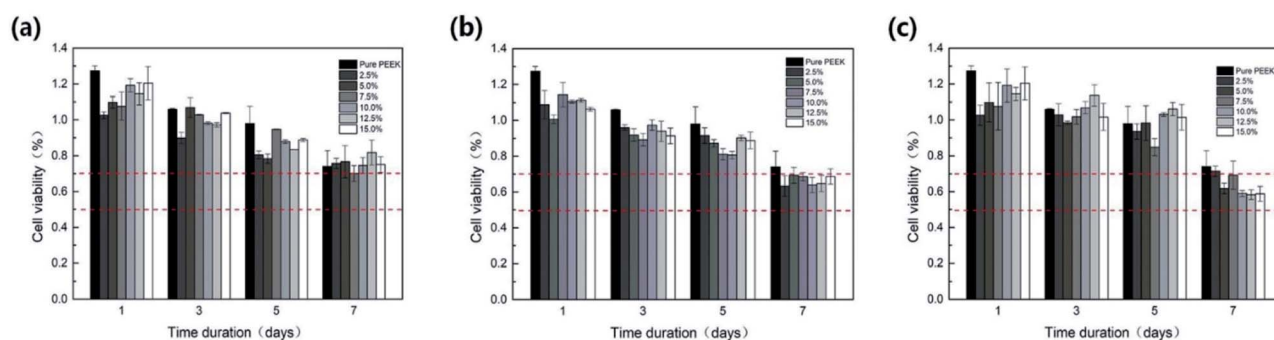 (a)
1.4
1.2
1.0
0.8
0.6
0.4
0.2
0.0
Cell viability (%)
Pure PEEK
2.5%
5.0%
7.5%
10.0%
12.5%
15.0%
1 3 5 7
Time duration (days)
(b)
1.4
1.2
1.0
0.8
0.6
0.4
0.2
0.0
Cell viability (%)
Pure PEEK
2.5%
5.0%
7.5%
10.0%
12.5%
15.0%
1 3 5 7
Time duration (days)
(c)
1.4
1.2
1.0
0.8
0.6
0.4
0.2
0.0
Cell viability (%)
Pure PEEK
2.5%
5.0%
7.5%
10.0%
12.5%
15.0%
1 3 5 7
Time duration (days)